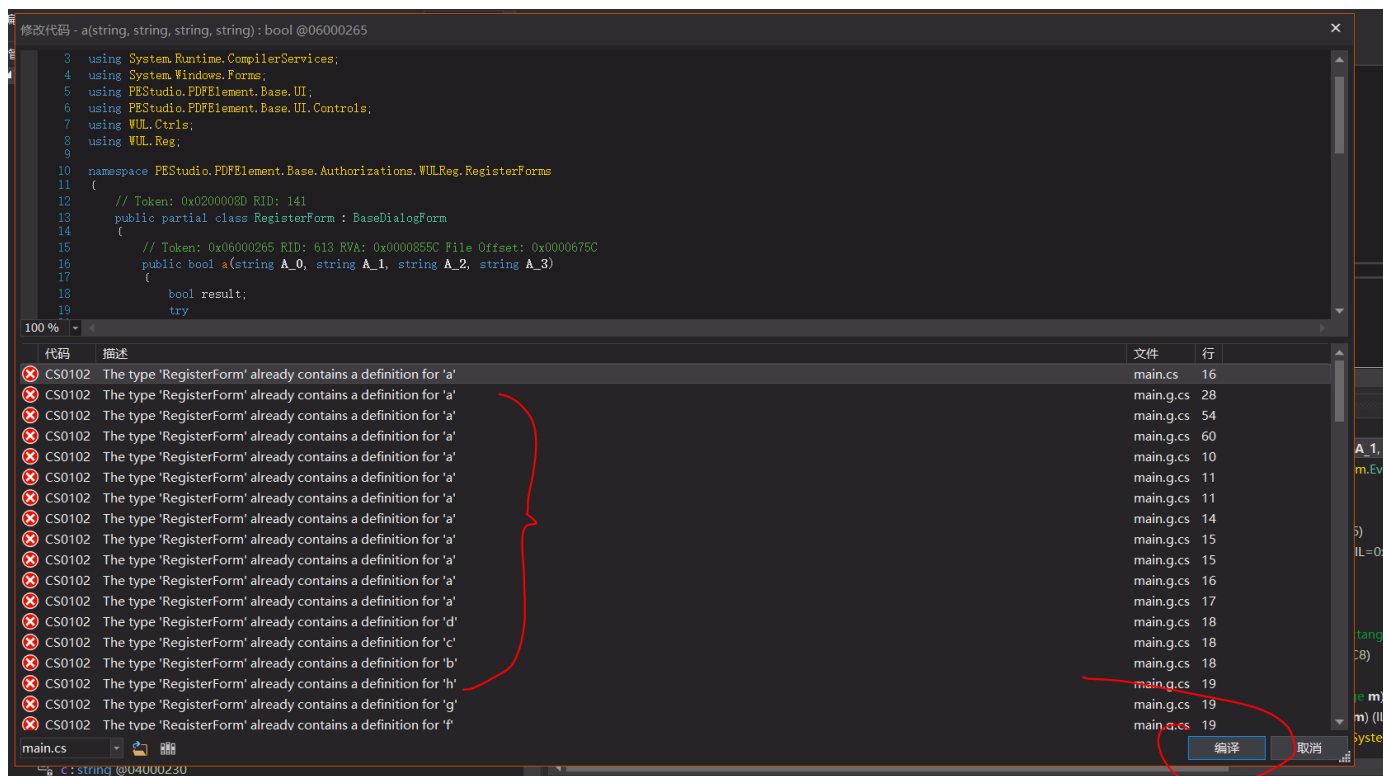 修改代码 - a(string, string, string, string) : bool @06000265
3 using System.Runtime.CompilerServices;
4 using System.Windows.Forms;
5 using PEStudio.PDFElement.Base.UI;
6 using PEStudio.PDFElement.Base.UI.Controls;
7 using WUL.Ctrls;
8 using WUL.Reg;
9
10 namespace PEStudio.PDFElement.Base.Authorizations.WULReg.RegisterForms
11 {
12 // Token: 0x0200008D RID: 141
13 public partial class RegisterForm : BaseDialogForm
14 {
15 // Token: 0x06000265 RID: 613 RVA: 0x0000855C File Offset: 0x0000675C
16 public bool a(string A_0, string A_1, string A_2, string A_3)
17 {
18 bool result;
19 try
100 %
代码 描述 文件 行
CS0102 The type 'RegisterForm' already contains a definition for 'a' main.cs 16
CS0102 The type 'RegisterForm' already contains a definition for 'a' main.g.cs 28
CS0102 The type 'RegisterForm' already contains a definition for 'a' main.g.cs 54
CS0102 The type 'RegisterForm' already contains a definition for 'a' main.g.cs 60
CS0102 The type 'RegisterForm' already contains a definition for 'a' main.g.cs 10
CS0102 The type 'RegisterForm' already contains a definition for 'a' main.g.cs 11
CS0102 The type 'RegisterForm' already contains a definition for 'a' main.g.cs 11
CS0102 The type 'RegisterForm' already contains a definition for 'a' main.g.cs 14
CS0102 The type 'RegisterForm' already contains a definition for 'a' main.g.cs 15
CS0102 The type 'RegisterForm' already contains a definition for 'a' main.g.cs 15
CS0102 The type 'RegisterForm' already contains a definition for 'a' main.g.cs 16
CS0102 The type 'RegisterForm' already contains a definition for 'a' main.g.cs 17
CS0102 The type 'RegisterForm' already contains a definition for 'd' main.g.cs 18
CS0102 The type 'RegisterForm' already contains a definition for 'c' main.g.cs 18
CS0102 The type 'RegisterForm' already contains a definition for 'b' main.g.cs 18
CS0102 The type 'RegisterForm' already contains a definition for 'h' main.g.cs 19
CS0102 The type 'RegisterForm' already contains a definition for 'g' main.g.cs 19
CS0102 The type 'RegisterForm' already contains a definition for 'f' main.g.cs 19
main.cs 编译 取消
c : string @04000230